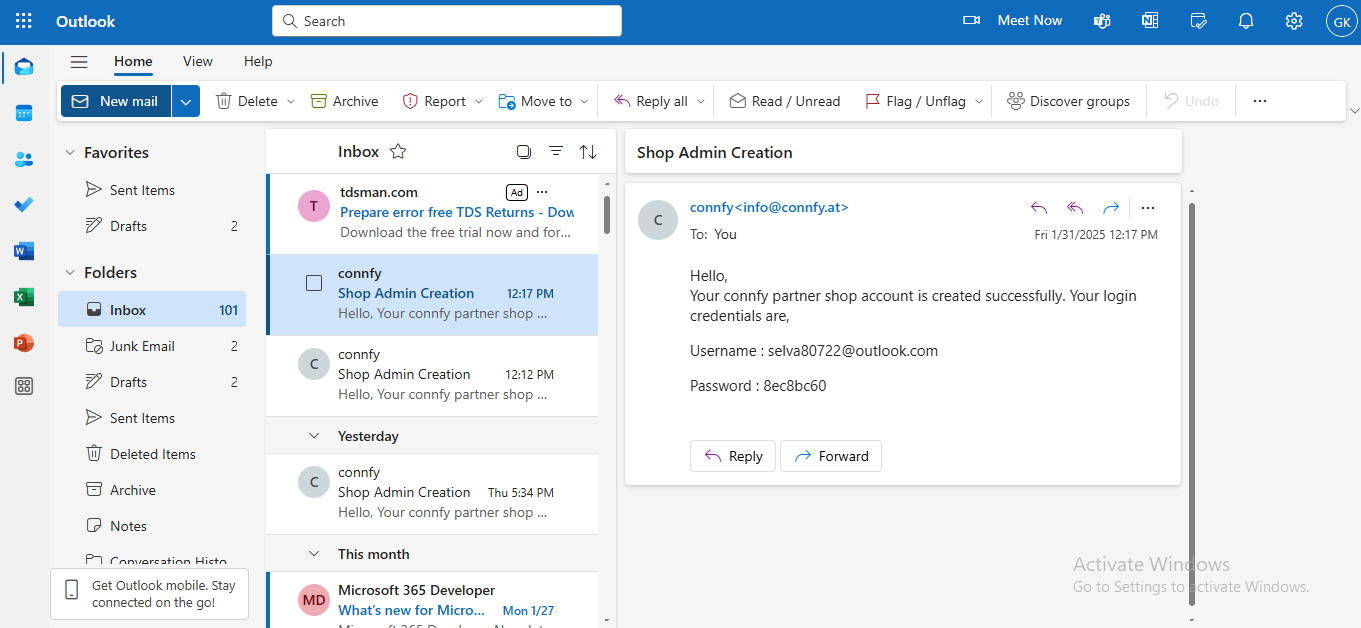 Outlook
Search
Meet Now
GK
Home
View
Help
New mail
Delete
Archive
Report
Move to
Reply all
Read / Unread
Flag / Unflag
Discover groups
Undo
Favorites
Sent Items
Drafts 2
Folders
Inbox 101
Junk Email 2
Drafts 2
Sent Items
Deleted Items
Archive
Notes
Conversation Histo
Get Outlook mobile. Stay
connected on the go!
Inbox
T
tdsman.com Ad
Prepare error free TDS Returns - Dow
Download the free trial now and for...
connfy
Shop Admin Creation 12:17 PM
Hello, Your connfy partner shop ...
C
connfy
Shop Admin Creation 12:12 PM
Hello, Your connfy partner shop ...
Yesterday
C
connfy
Shop Admin Creation Thu 5:34 PM
Hello, Your connfy partner shop ...
This month
MD
Microsoft 365 Developer
What's new for Micro... Mon 1/27
Shop Admin Creation
C
connfy<info@connfy.at>
To: You
Fri 1/31/2025 12:17 PM
Hello,
Your connfy partner shop account is created successfully. Your login
credentials are,
Username : selva80722@outlook.com
Password : 8ec8bc60
Reply
Forward
Activate Windows
Go to Settings to activate Windows.